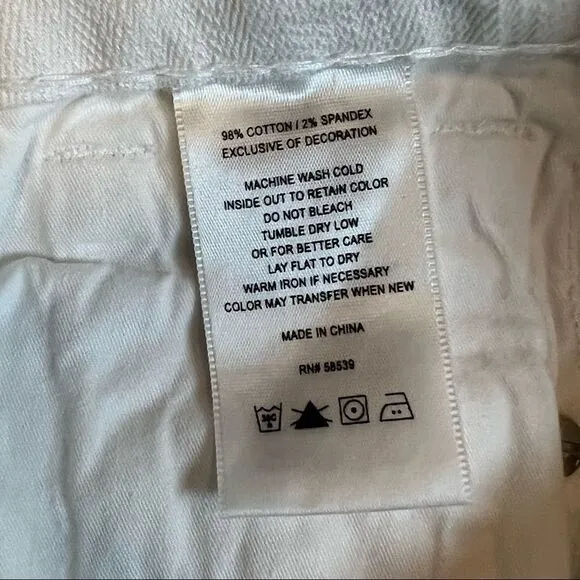 98% COTTON / 2% SPANDEX
EXCLUSIVE OF DECORATION
MACHINE WASH COLD
INSIDE OUT TO RETAIN COLOR
DO NOT BLEACH
TUMBLE DRY LOW
OR FOR BETTER CARE
LAY FLAT TO DRY
WARM IRON IF NECESSARY
COLOR MAY TRANSFER WHEN NEW
MADE IN CHINA
RN# 58539